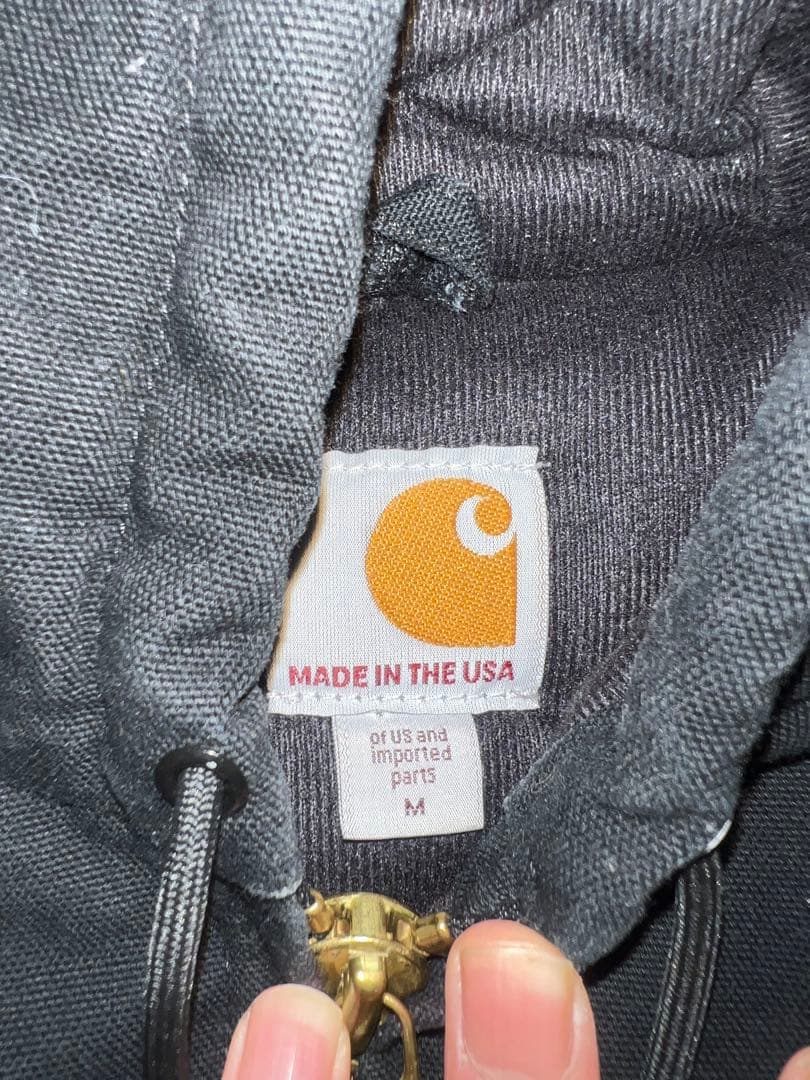 MADE IN THE USA
of US and
imported
parts
M